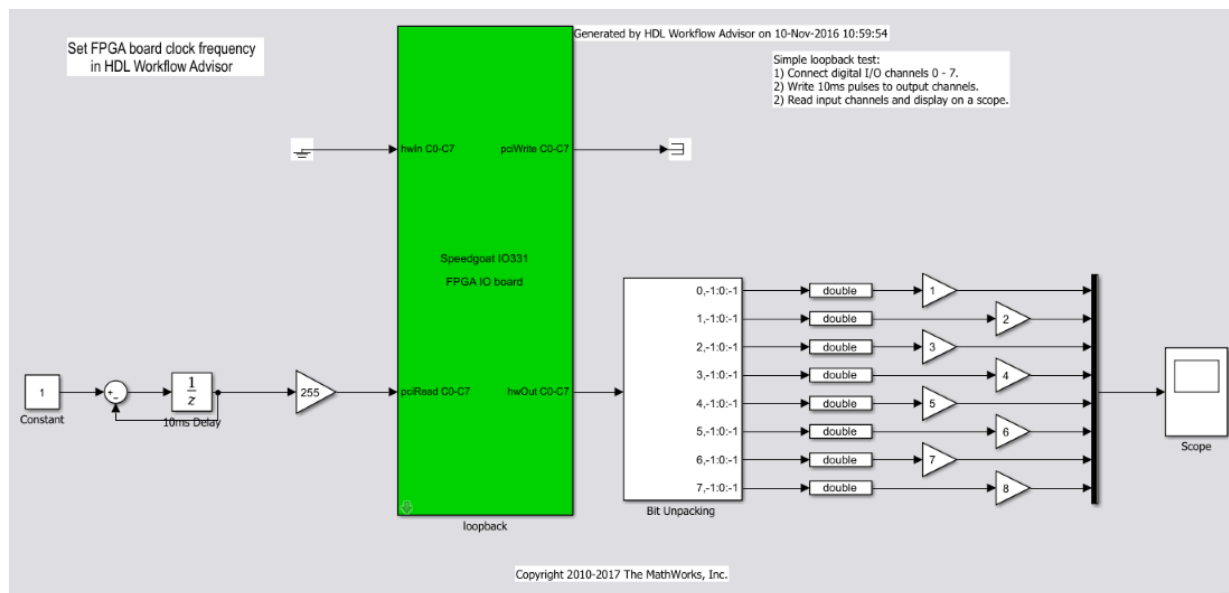 Set FPGA board clock frequency
in HDL Workflow Advisor
Generated by HDL Workflow Advisor on 10-Nov-2016 10:59:54
Simple loopback test:
1) Connect digital I/O channels 0 - 7.
2) Write 10ms pulses to output channels.
2) Read input channels and display on a scope.
hwIn C0-C7
pciWrite C0-C7
Speedgoat IO331
FPGA IO board
pciRead C0-C7
hwOut C0-C7
loopback
1
Constant
+
-
1
z
10ms Delay
255
0,-1:0:-1
1,-1:0:-1
2,-1:0:-1
3,-1:0:-1
4,-1:0:-1
5,-1:0:-1
6,-1:0:-1
7,-1:0:-1
Bit Unpacking
double
1
double
2
double
3
double
4
double
5
double
6
double
7
double
8
Scope
Copyright 2010-2017 The MathWorks, Inc.